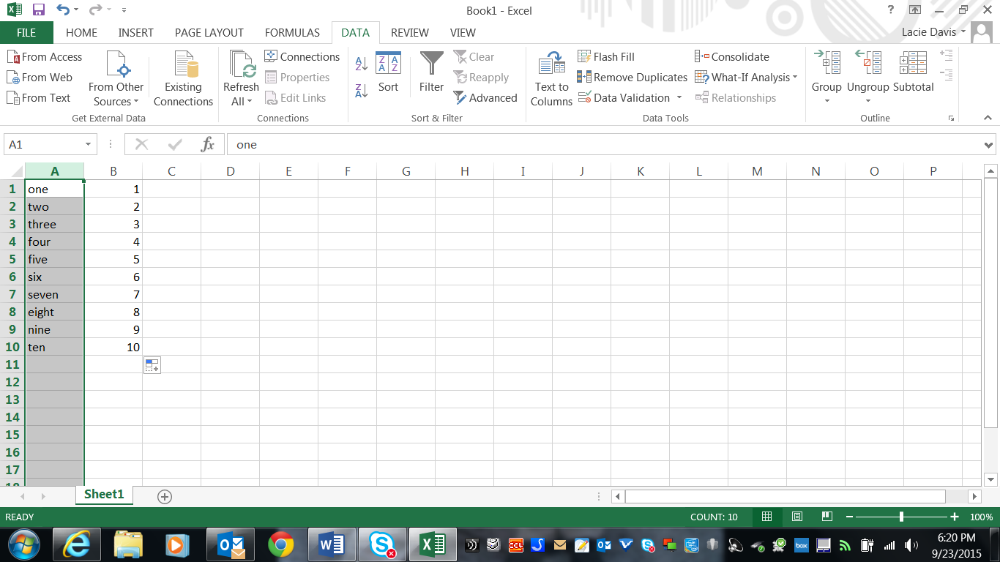 Book1 - Excel
?
FILE HOME INSERT PAGE LAYOUT FORMULAS DATA REVIEW VIEW Lacie Davis
From Access
From Web
From Text
From Other Sources
Existing Connections
Get External Data
Refresh All
Connections
Properties
Edit Links
Connections
Sort
Filter
Clear
Reapply
Advanced
Sort & Filter
Text to Columns
Flash Fill
Remove Duplicates
Data Validation
Consolidate
What-If Analysis
Relationships
Data Tools
Group
Ungroup
Subtotal
Outline
A1 fx one
A B C D E F G H I J K L M N O P
1 one 1
2 two 2
3 three 3
4 four 4
5 five 5
6 six 6
7 seven 7
8 eight 8
9 nine 9
10 ten 10
11
12
13
14
15
16
17
18
Sheet1
READY COUNT: 10 100%
6:20 PM
9/23/2015